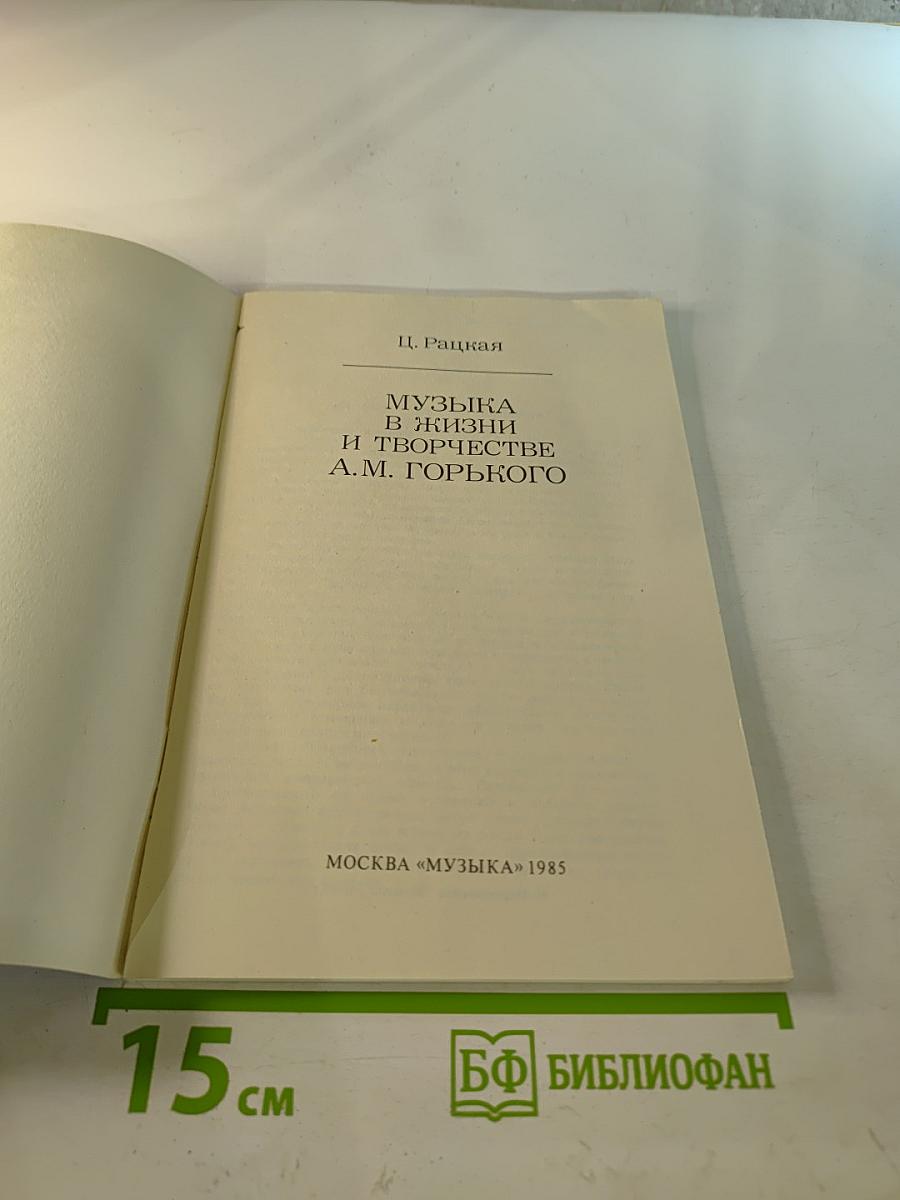 Ц. Рацкая
МУЗЫКА
В ЖИЗНИ
И ТВОРЧЕСТВЕ
А.М. ГОРЬКОГО
МОСКВА «МУЗЫКА» 1985
15 см
БФ БИБЛИОФАН